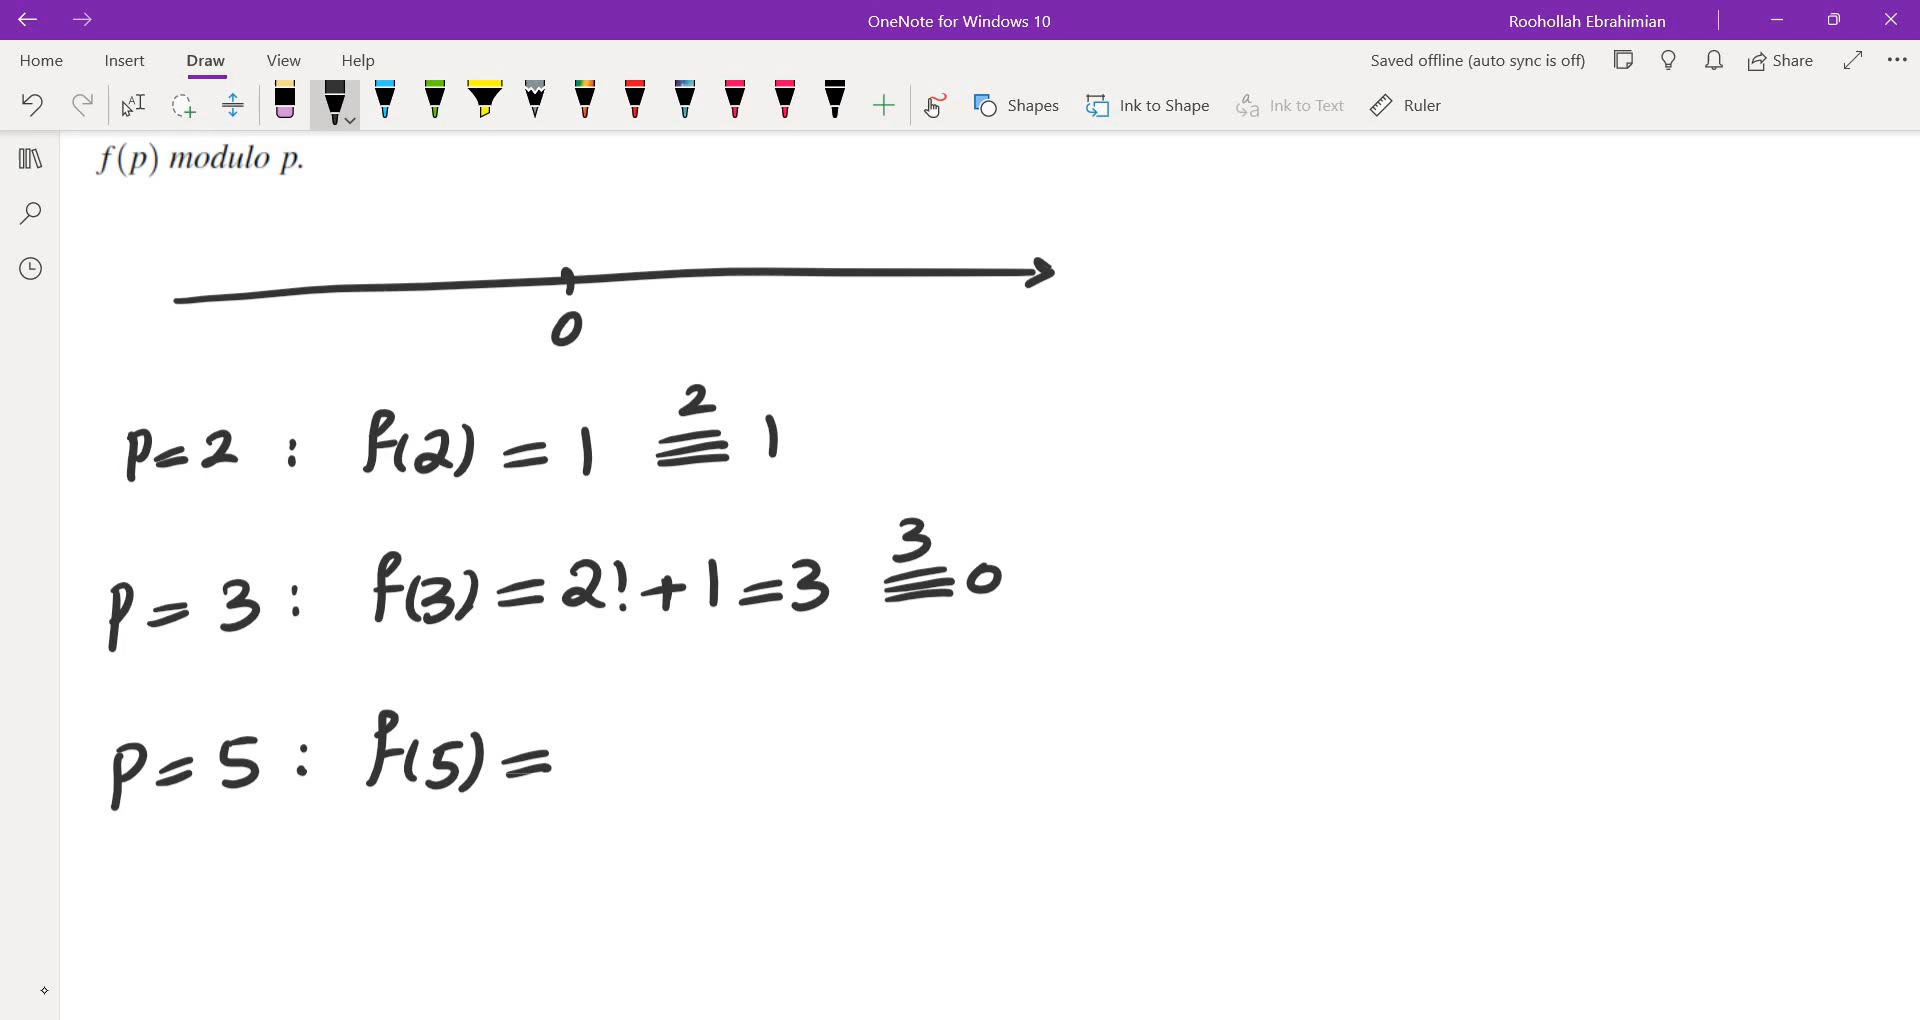 OneNote for Windows 10
Roohollah Ebrahimian
Home Insert Draw View Help
Saved offline (auto sync is off) Share
Shapes Ink to Shape Ink to Text Ruler
f(p) modulo p.
0
p=2 : f(2) = 1 ≡² 1
p = 3 : f(3) = 2! + 1 = 3 ≡³ 0
p = 5 : f(5) =